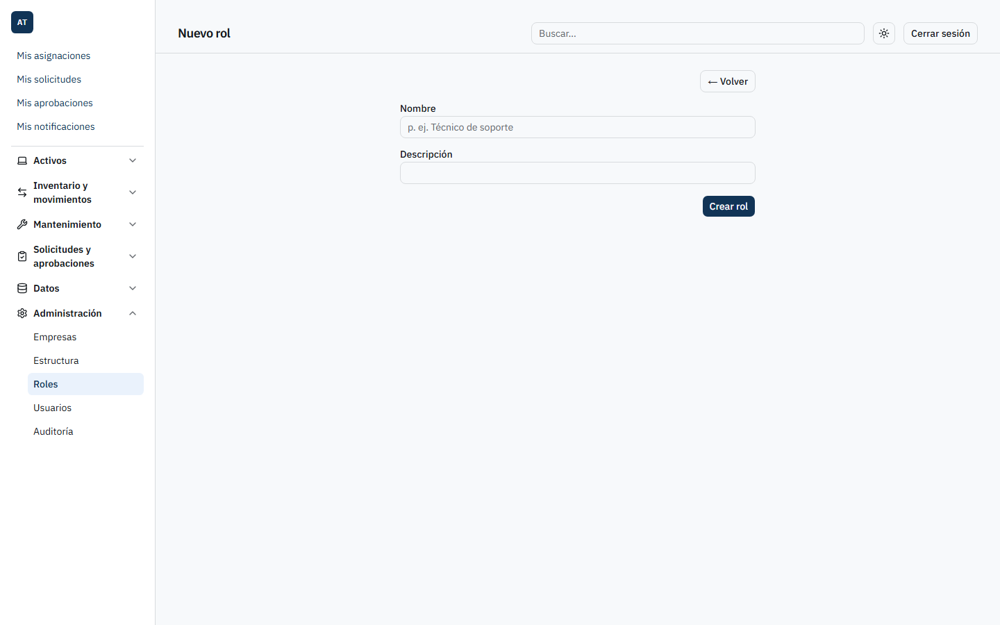 AT
Mis asignaciones
Mis solicitudes
Mis aprobaciones
Mis notificaciones
Activos
Inventario y
movimientos
Mantenimiento
Solicitudes y
aprobaciones
Datos
Administración
Empresas
Estructura
Roles
Usuarios
Auditoría
Nuevo rol
Buscar...
Cerrar sesión
← Volver
Nombre
p. ej. Técnico de soporte
Descripción
Crear rol